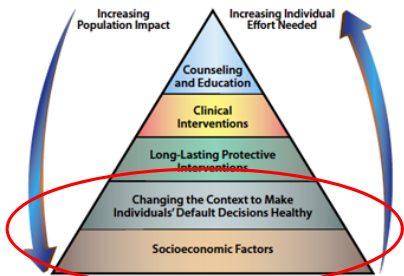 Increasing
Population Impact
Increasing Individual
Effort Needed
Counseling
and Education
Clinical
Interventions
Long-Lasting Protective
Interventions
Changing the Context to Make
Individuals' Default Decisions Healthy
Socioeconomic Factors